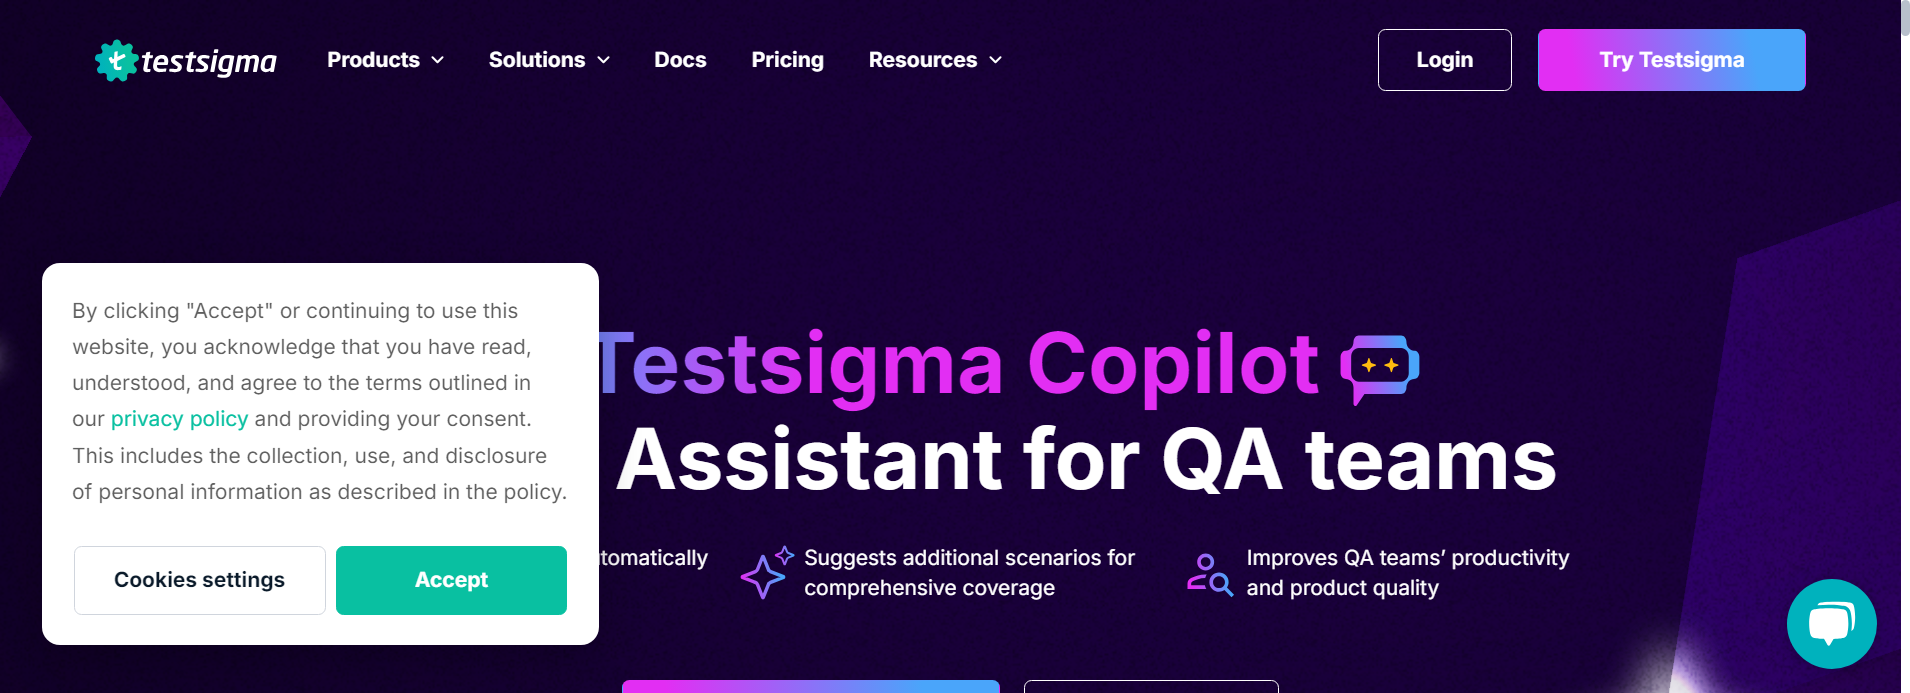 testsigma
Products
Solutions
Docs
Pricing
Resources
Login
Try Testsigma
By clicking "Accept" or continuing to use this
website, you acknowledge that you have read,
understood, and agree to the terms outlined in
our privacy policy and providing your consent.
This includes the collection, use, and disclosure
of personal information as described in the policy.
Cookies settings
Accept
Testsigma Copilot
Assistant for QA teams
Suggests additional scenarios for
comprehensive coverage
Improves QA teams’ productivity
and product quality